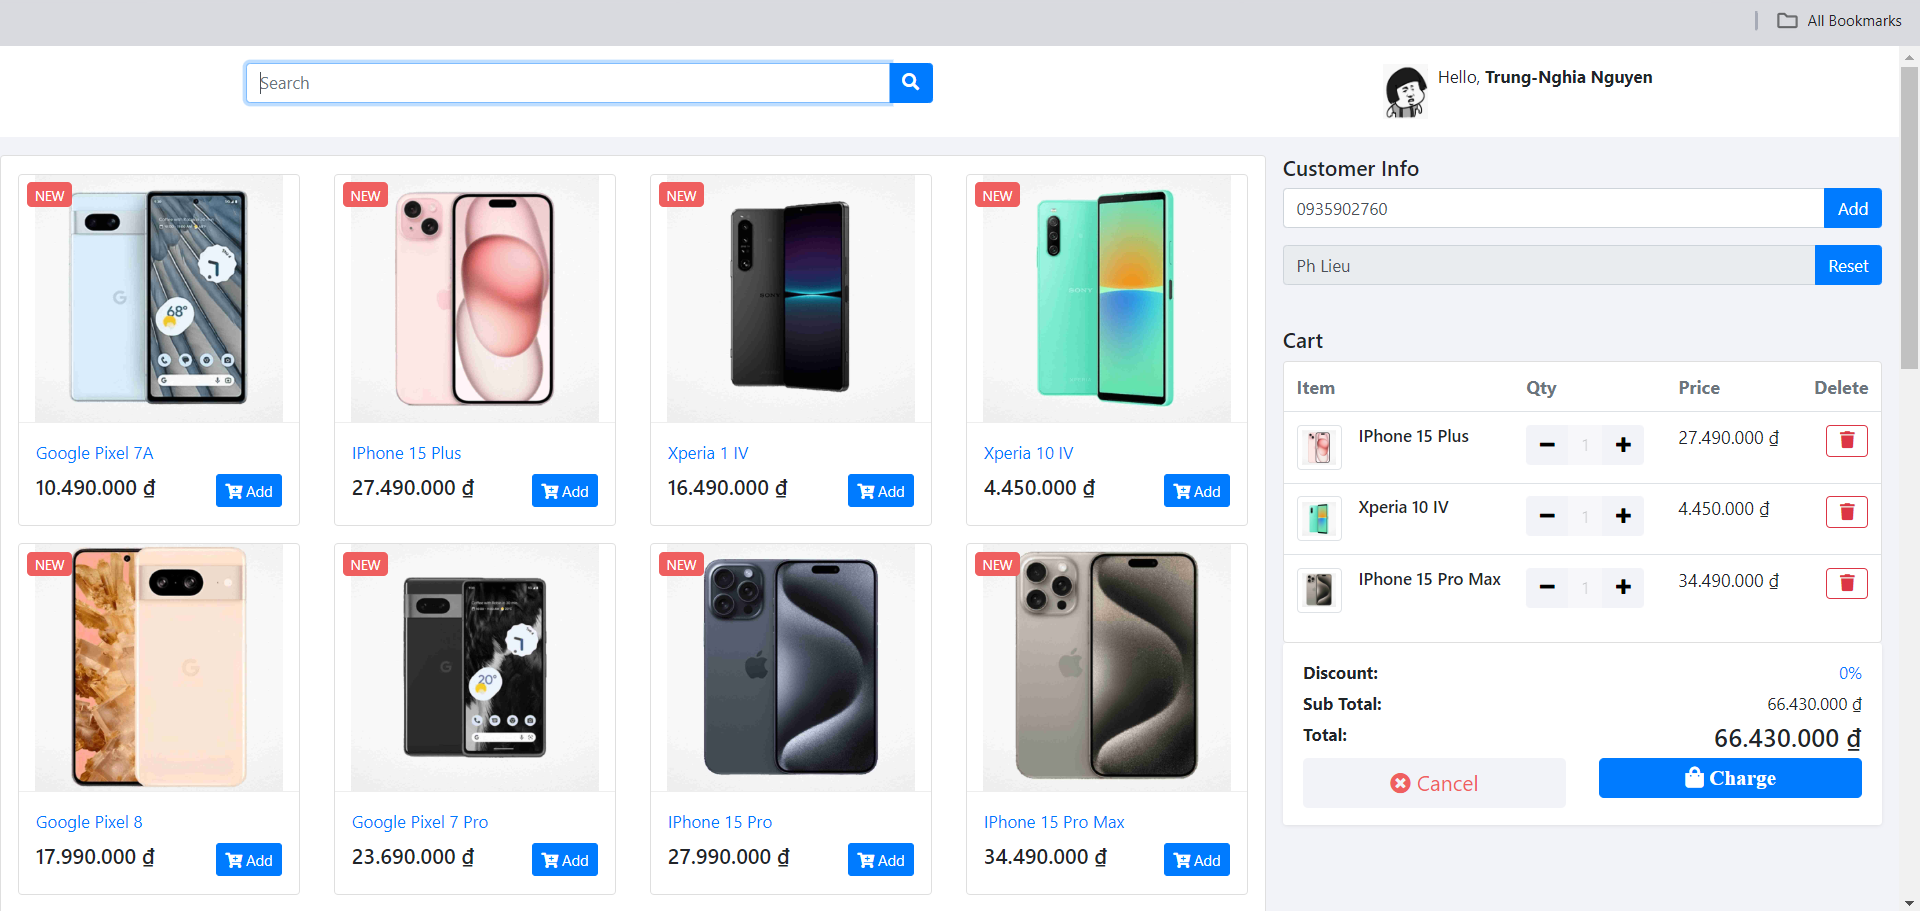 All Bookmarks
Search
Hello, Trung-Nghia Nguyen
NEW
NEW
NEW
NEW
Google Pixel 7A
IPhone 15 Plus
Xperia 1 IV
Xperia 10 IV
10.490.000 ₫
Add
27.490.000 ₫
Add
16.490.000 ₫
Add
4.450.000 ₫
Add
NEW
NEW
NEW
NEW
Google Pixel 8
Google Pixel 7 Pro
IPhone 15 Pro
IPhone 15 Pro Max
17.990.000 ₫
Add
23.690.000 ₫
Add
27.990.000 ₫
Add
34.490.000 ₫
Add
Customer Info
0935902760
Add
Ph Lieu
Reset
Cart
Item Qty Price Delete
IPhone 15 Plus 1 27.490.000 ₫
Xperia 10 IV 1 4.450.000 ₫
IPhone 15 Pro Max 1 34.490.000 ₫
Discount: 0%
Sub Total: 66.430.000 ₫
Total: 66.430.000 ₫
Cancel
Charge